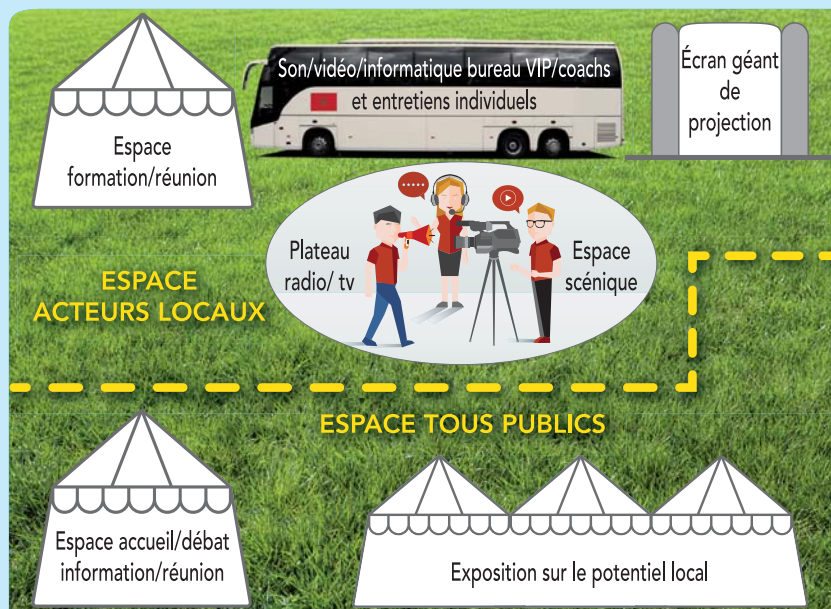 Espace
formation/réunion
Son/vidéo/informatique bureau VIP/coachs
et entretiens individuels
Écran géant
de
projection
Plateau
radio/ tv
Espace
scénique
ESPACE
ACTEURS LOCAUX
ESPACE TOUS PUBLICS
Espace accueil/débat
information/réunion
Exposition sur le potentiel local